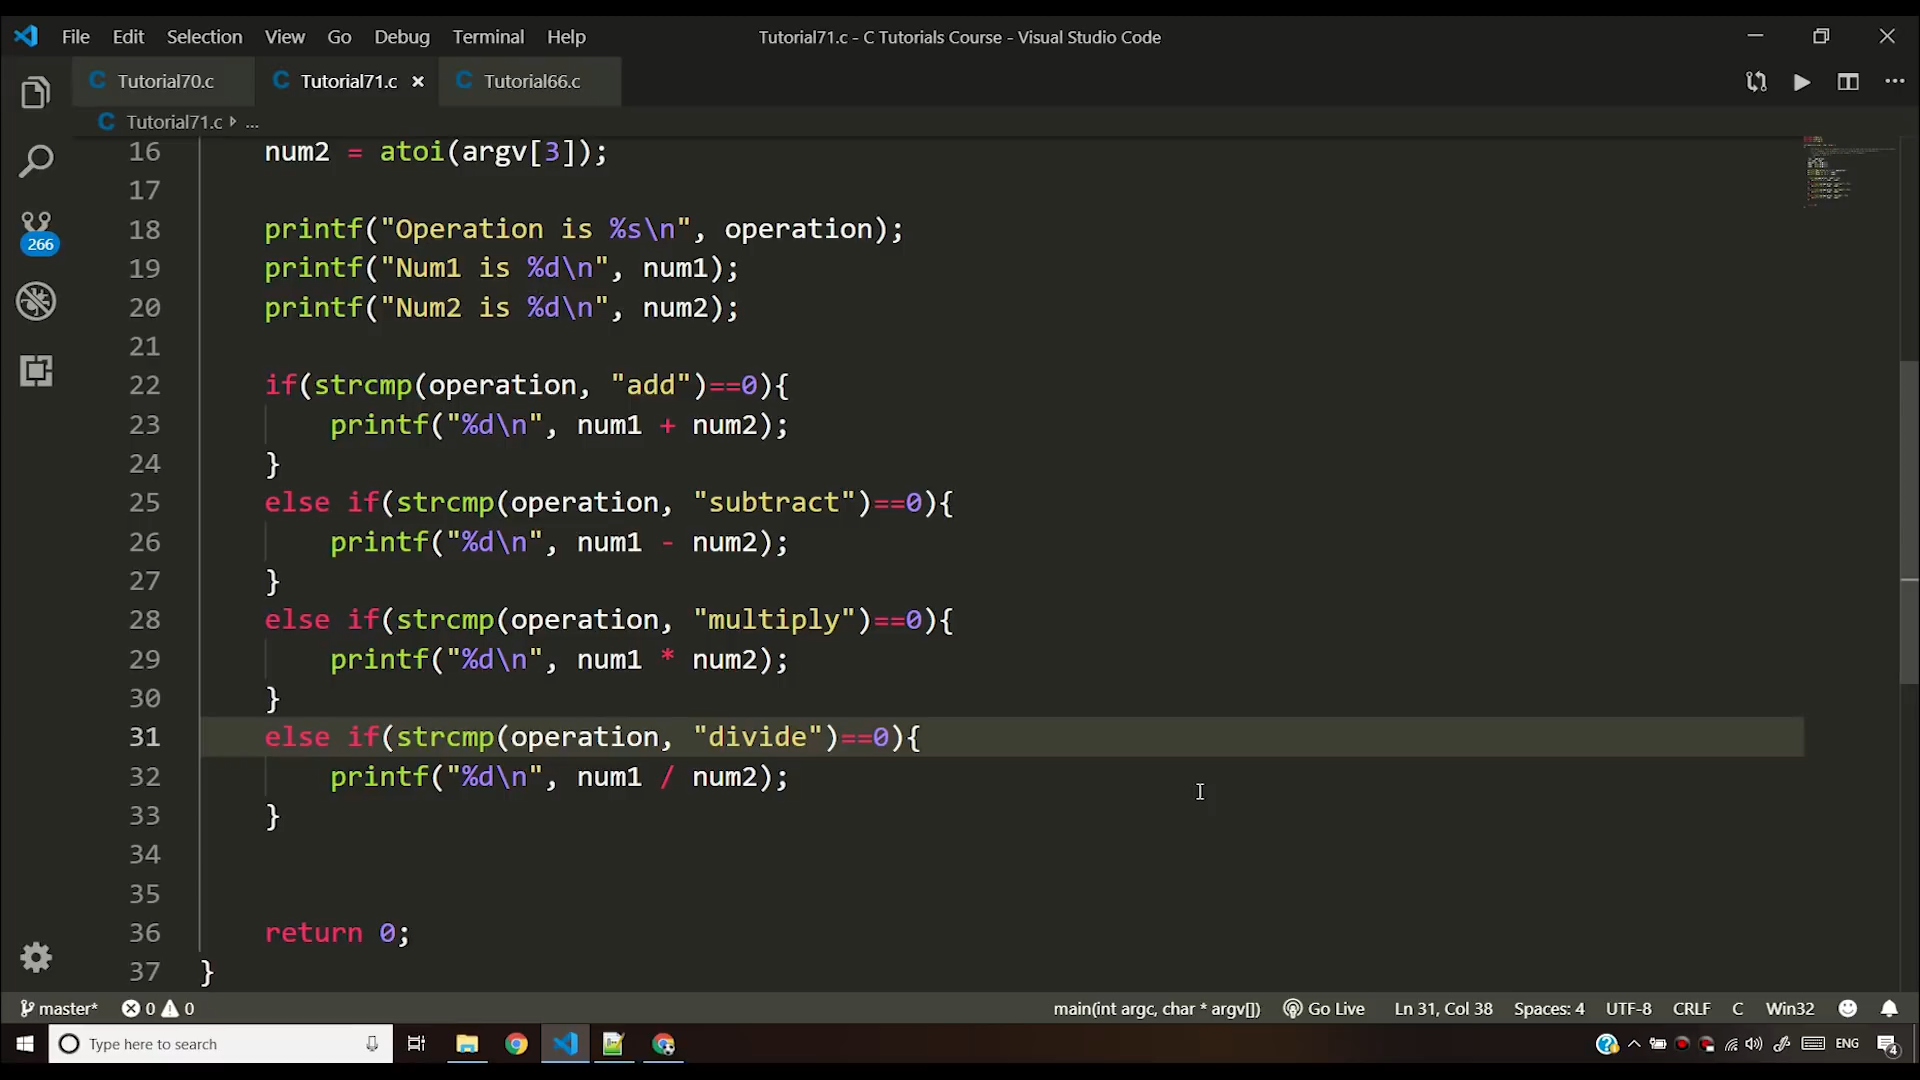 File Edit Selection View Go Debug Terminal Help Tutorial71.c - C Tutorials Course - Visual Studio Code
C Tutorial70.c C Tutorial71.c × C Tutorial66.c
C Tutorial71.c ...
16 num2 = atoi(argv[3]);
17
18 printf("Operation is %s\n", operation);
19 printf("Num1 is %d\n", num1);
20 printf("Num2 is %d\n", num2);
21
22 if(strcmp(operation, "add")==0){
23 printf("%d\n", num1 + num2);
24 }
25 else if(strcmp(operation, "subtract")==0){
26 printf("%d\n", num1 - num2);
27 }
28 else if(strcmp(operation, "multiply")==0){
29 printf("%d\n", num1 * num2);
30 }
31 else if(strcmp(operation, "divide")==0){
32 printf("%d\n", num1 / num2);
33 }
34
35
36 return 0;
37 }
266
master* 0 0 main(int argc, char * argv[]) Go Live Ln 31, Col 38 Spaces: 4 UTF-8 CRLF C Win32
Type here to search ENG 4